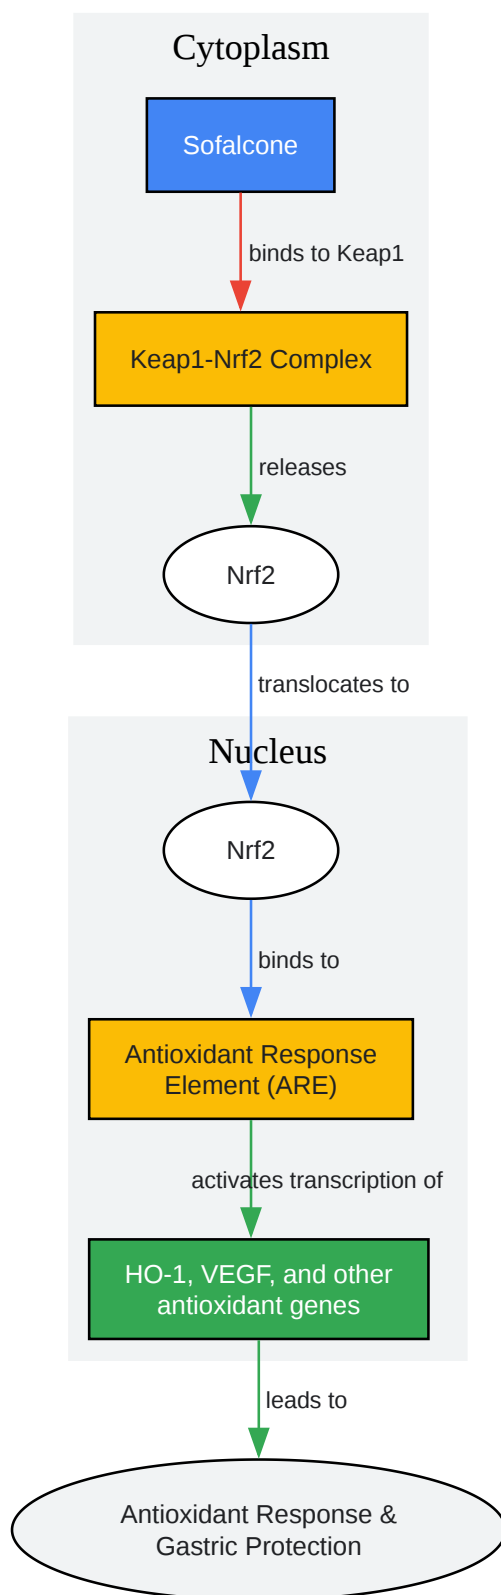 Cytoplasm
Sofalcone
binds to Keap1
Keap1-Nrf2 Complex
releases
Nrf2
translocates to
Nucleus
Nrf2
binds to
Antioxidant Response
Element (ARE)
activates transcription of
HO-1, VEGF, and other
antioxidant genes
leads to
Antioxidant Response &
Gastric Protection